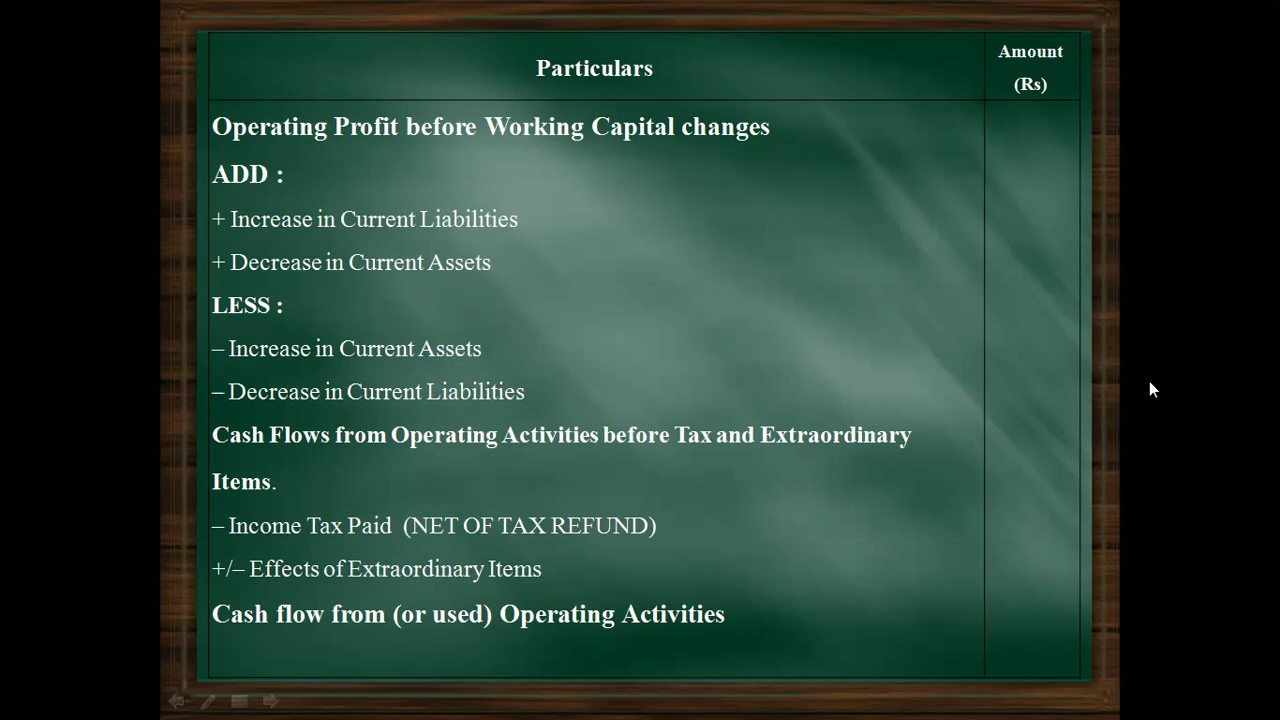 Particulars
Amount
(Rs)
Operating Profit before Working Capital changes
ADD :
+ Increase in Current Liabilities
+ Decrease in Current Assets
LESS :
– Increase in Current Assets
– Decrease in Current Liabilities
Cash Flows from Operating Activities before Tax and Extraordinary
Items.
– Income Tax Paid (NET OF TAX REFUND)
+/– Effects of Extraordinary Items
Cash flow from (or used) Operating Activities